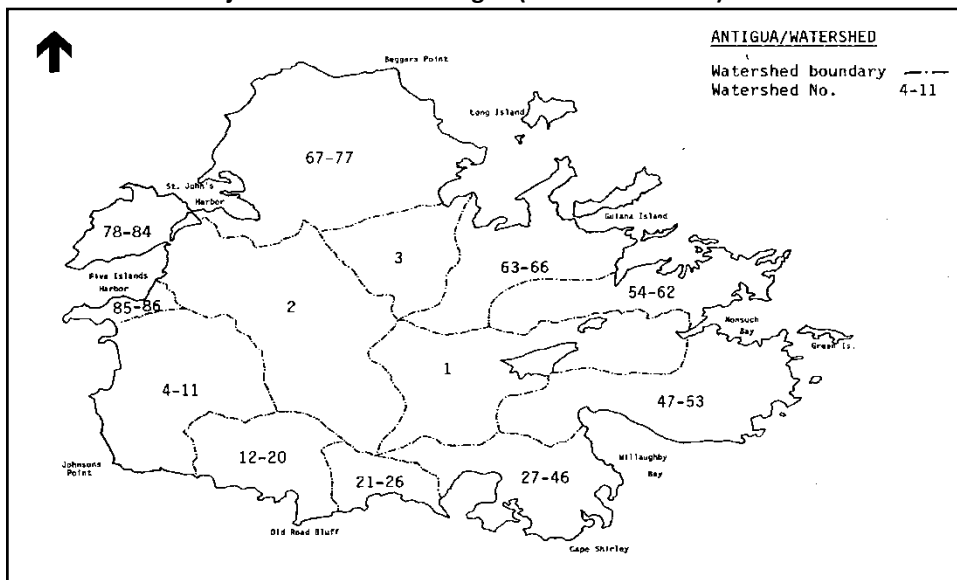 ANTIGUA/WATERSHED
Watershed boundary
Watershed No. 4-11
Beggars Point
Long Island
67-77
St. John's
Harbor
Guiana Island
78-84
3
63-66
Five Islands
Harbor
54-62
85-86
2
Nonsuch
Bay
Green Is.
1
4-11
47-53
Johnsons
Point
12-20
21-26
27-46
Willaughby
Bay
Old Road Bluff
Cape Shirley